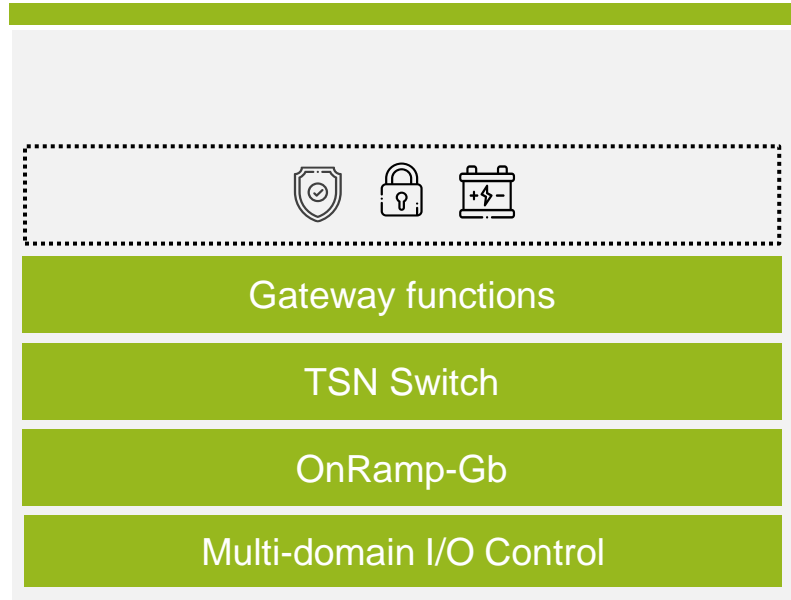 Gateway functions
TSN Switch
OnRamp-Gb
Multi-domain I/O Control